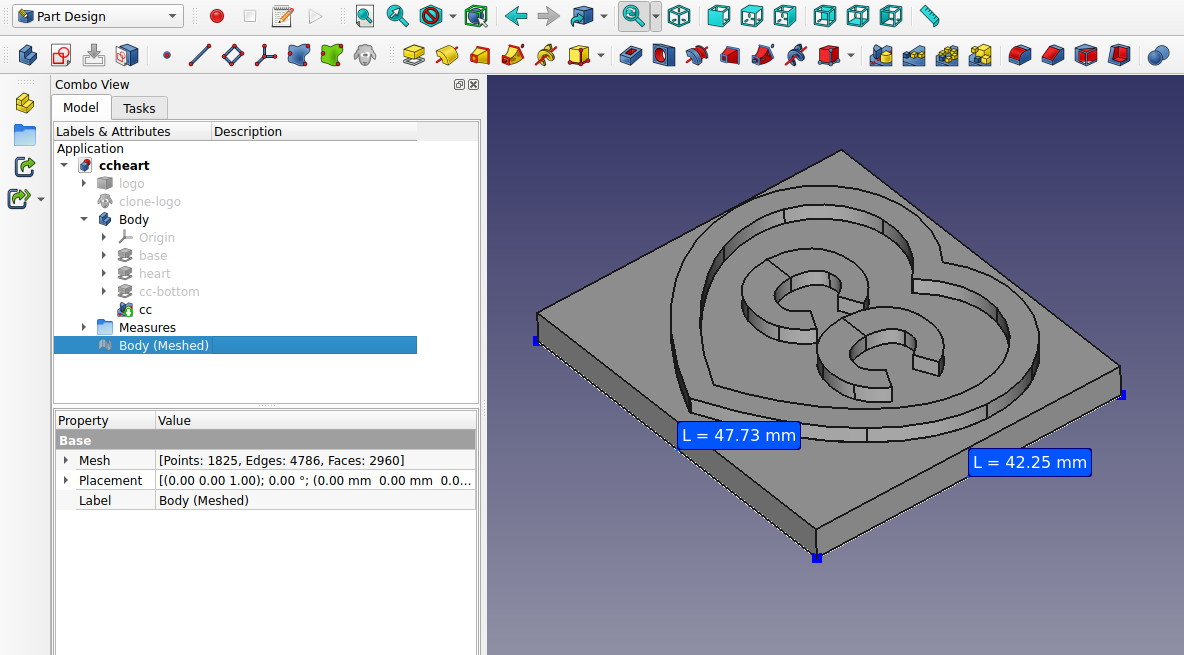 Part Design
Combo View
Model Tasks
Labels & Attributes Description
Application
ccheart
logo
clone-logo
Body
Origin
base
heart
cc-bottom
cc
Measures
Body (Meshed)
Property Value
Base
Mesh [Points: 1825, Edges: 4786, Faces: 2960]
Placement [(0.00 0.00 1.00); 0.00 °; (0.00 mm 0.00 mm 0.0...
Label Body (Meshed)
L = 47.73 mm
L = 42.25 mm